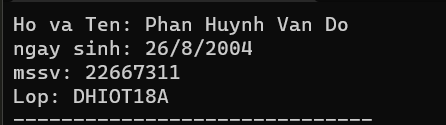 Ho va Ten: Phan Huynh Van Do
ngay sinh: 26/8/2004
mssv: 22667311
Lop: DHIOT18A
------------------------------